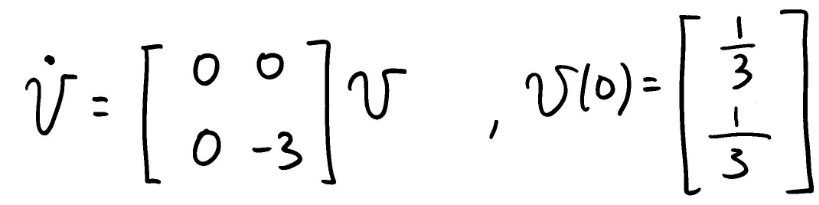 v̇ = [ 0 0 ; 0 -3 ] v , v(0) = [ 1/3 ; 1/3 ]